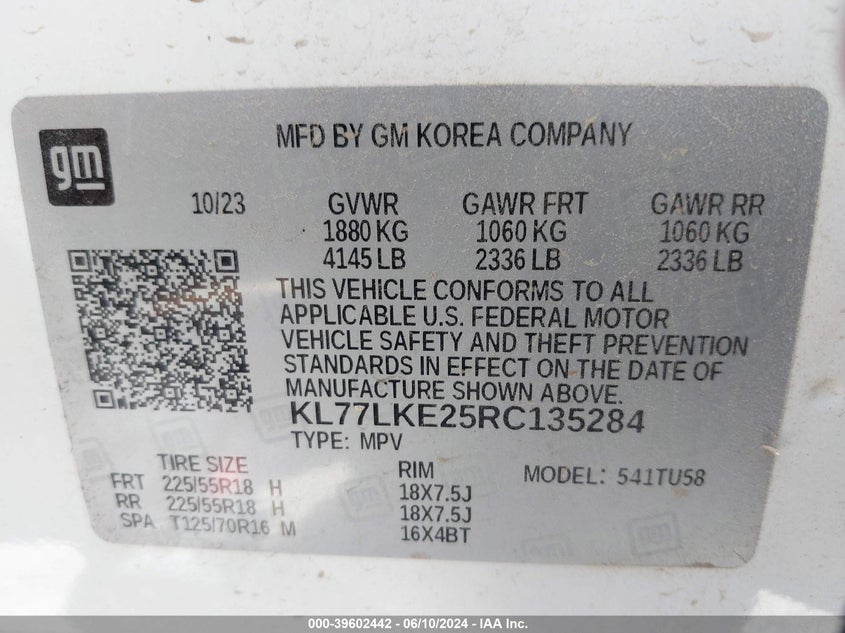 gm
MFD BY GM KOREA COMPANY
10/23 GVWR GAWR FRT GAWR RR
1880 KG 1060 KG 1060 KG
4145 LB 2336 LB 2336 LB
THIS VEHICLE CONFORMS TO ALL
APPLICABLE U.S. FEDERAL MOTOR
VEHICLE SAFETY AND THEFT PREVENTION
STANDARDS IN EFFECT ON THE DATE OF
MANUFACTURE SHOWN ABOVE.
KL77LKE25RC135284
TYPE: MPV
TIRE SIZE RIM MODEL: 541TU58
FRT 225/55R18 H 18X7.5J
RR 225/55R18 H 18X7.5J
SPA T125/70R16 M 16X4BT
000-39602442 - 06/10/2024 - IAA Inc.